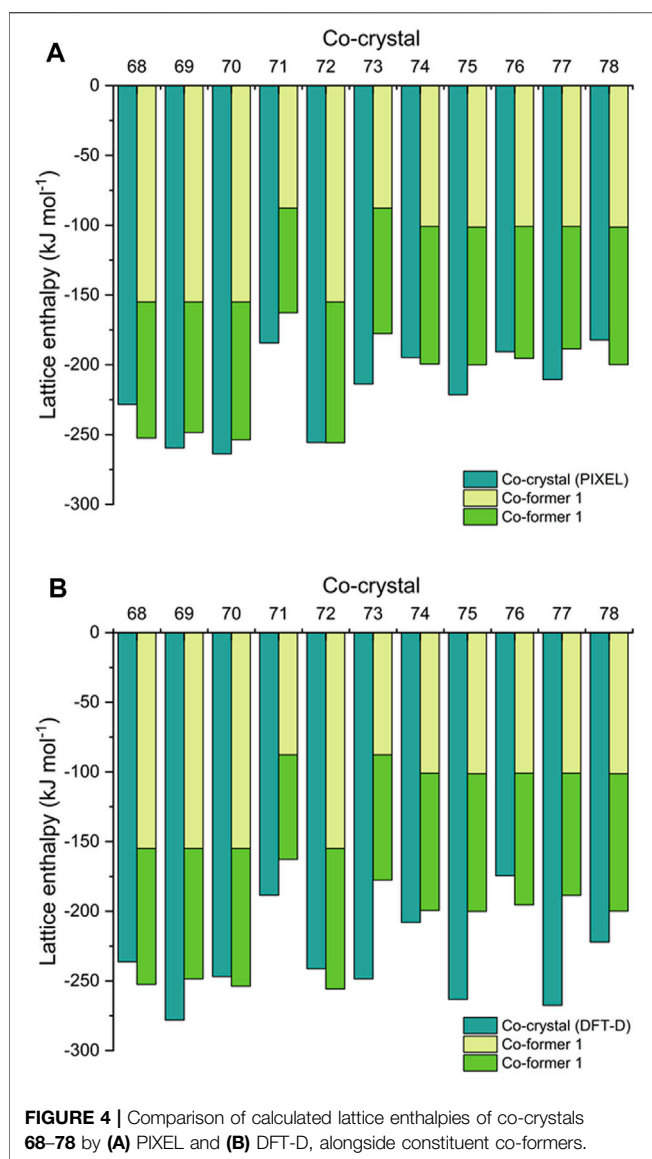 A
Co-crystal
68 69 70 71 72 73 74 75 76 77 78
0
-50
-100
-150
-200
-250
-300
Lattice enthalpy (kJ mol⁻¹)
Co-crystal (PIXEL)
Co-former 1
Co-former 1
B
Co-crystal
68 69 70 71 72 73 74 75 76 77 78
0
-50
-100
-150
-200
-250
-300
Lattice enthalpy (kJ mol⁻¹)
Co-crystal (DFT-D)
Co-former 1
Co-former 1
FIGURE 4 | Comparison of calculated lattice enthalpies of co-crystals
68–78 by (A) PIXEL and (B) DFT-D, alongside constituent co-formers.